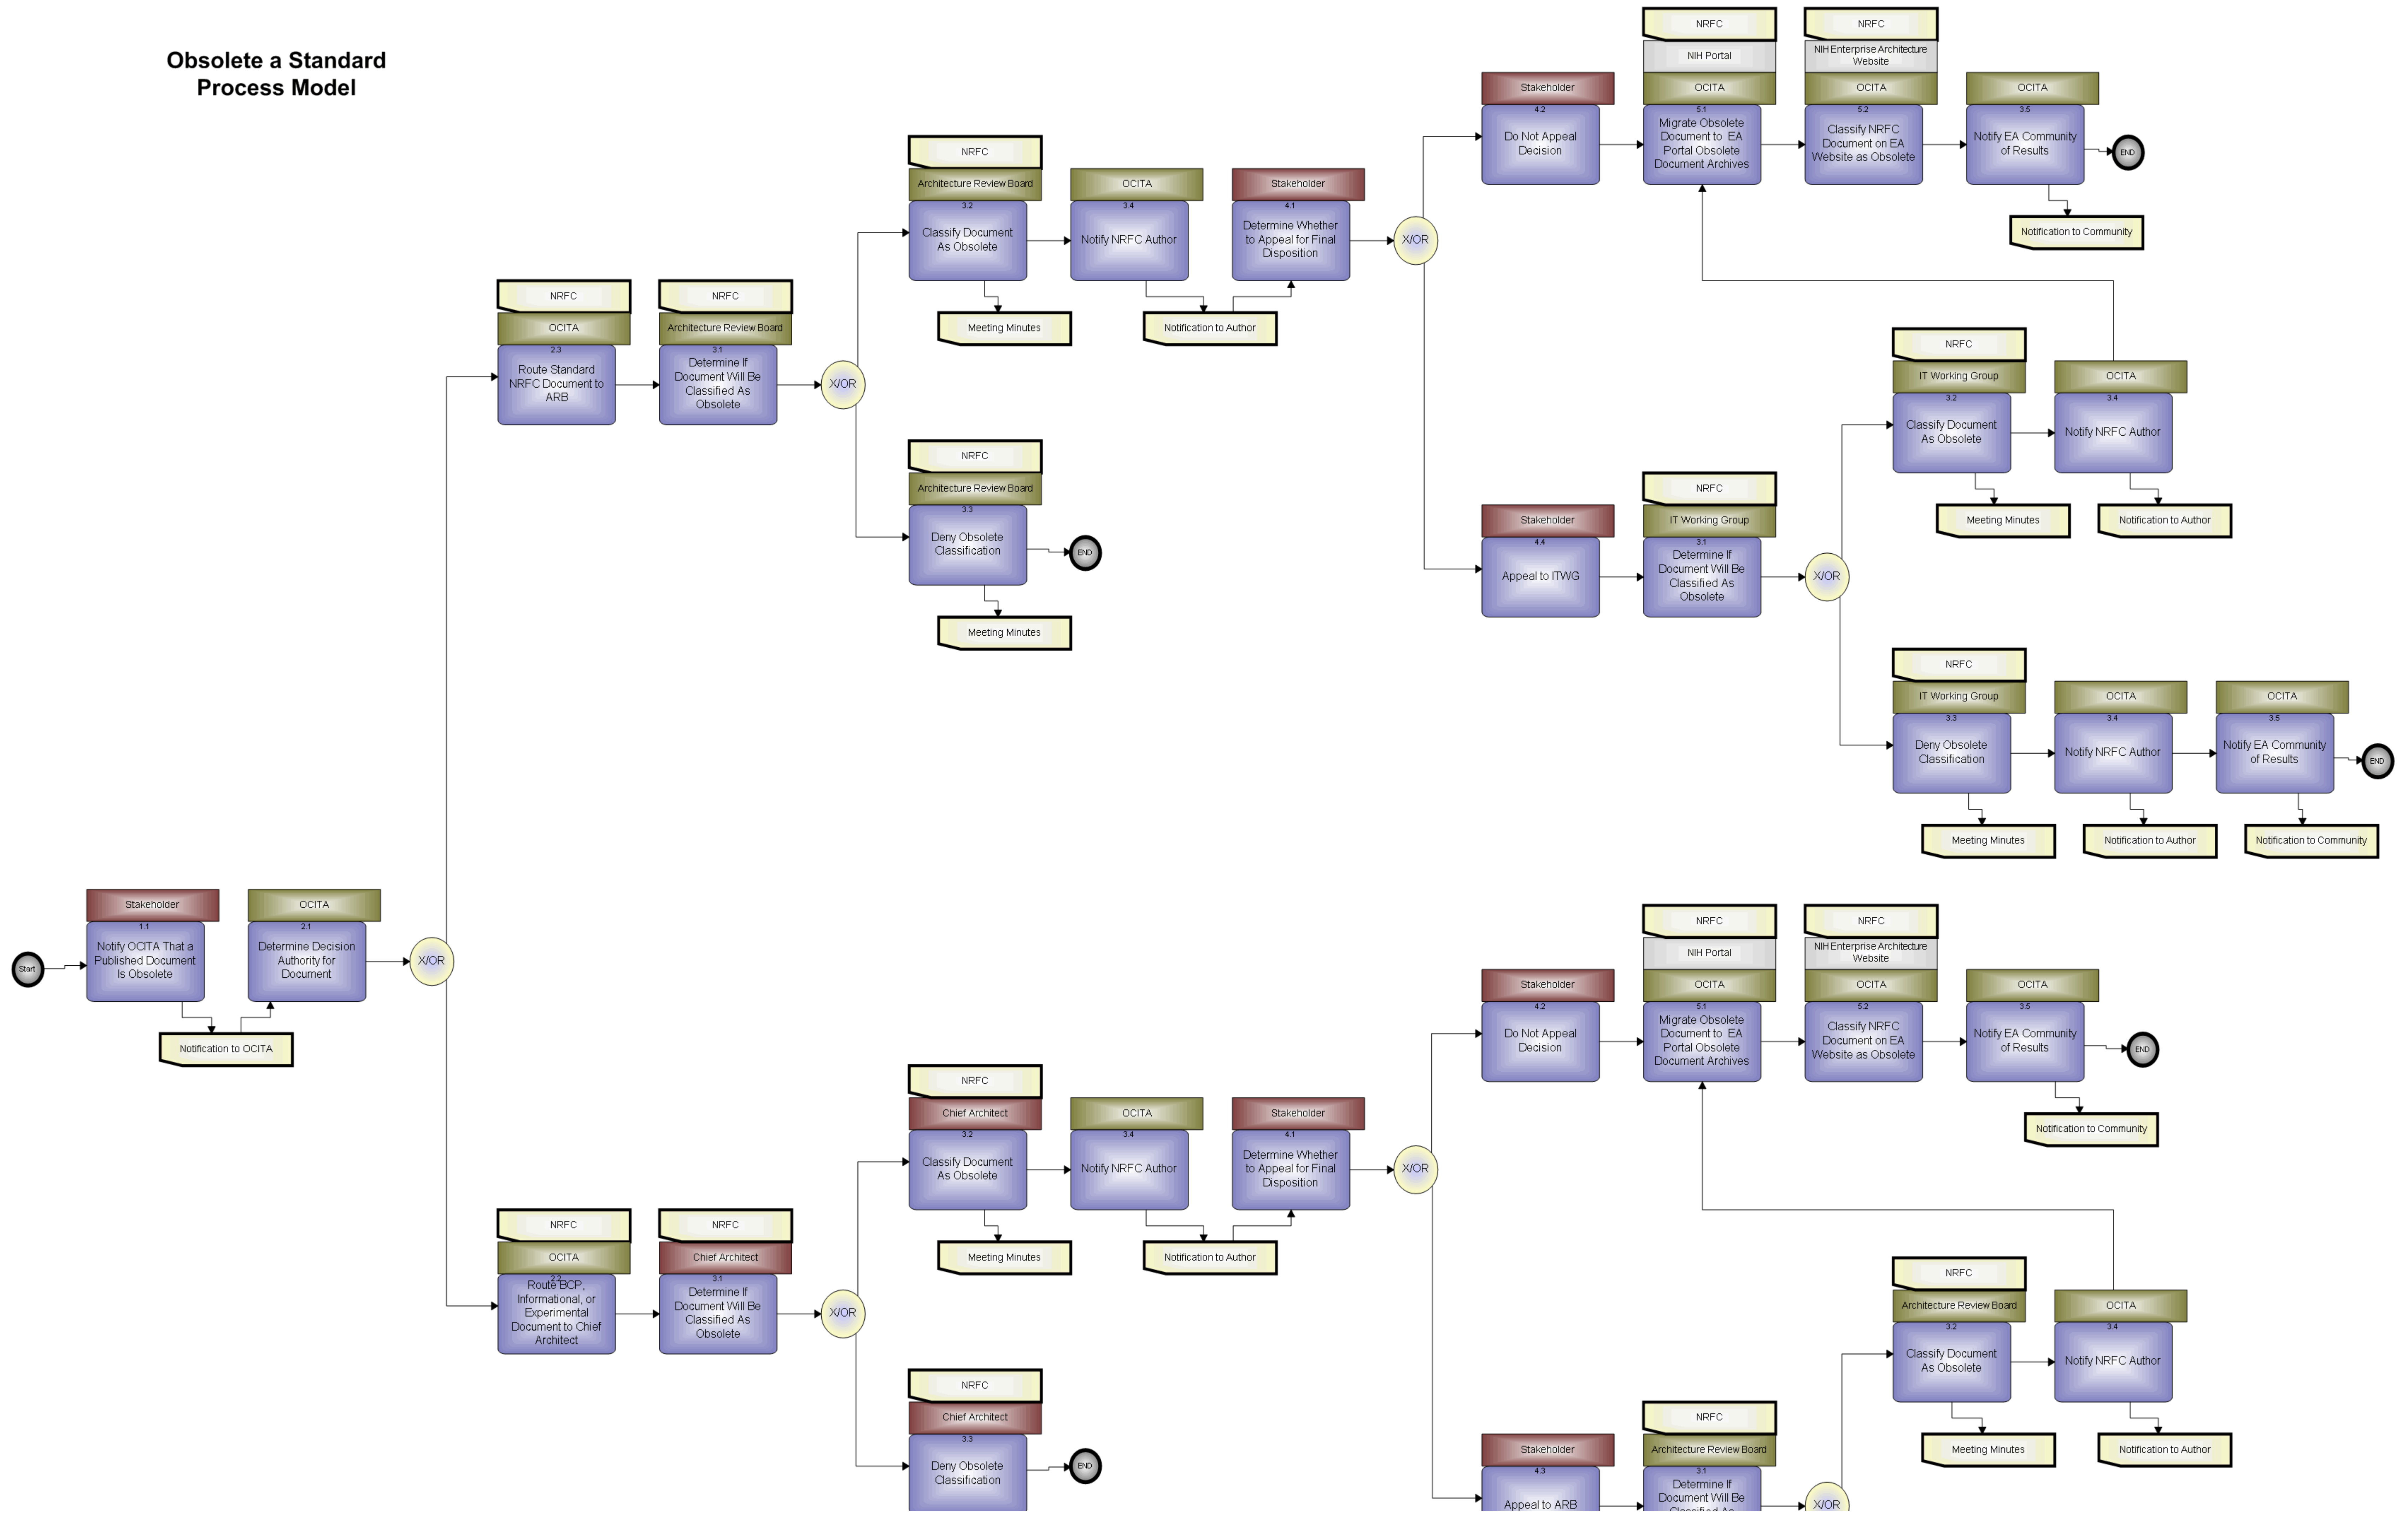 Obsolete a Standard
Process Model
NRFC
NIH Portal
OCITA
5.1
Migrate Obsolete
Document to EA
Portal Obsolete
Document Archives
NRFC
NIH Enterprise Architecture
Website
OCITA
5.2
Classify NRFC
Document on EA
Website as Obsolete
Stakeholder
4.2
Do Not Appeal
Decision
OCITA
3.5
Notify EA Community
of Results
END
Notification to Community
NRFC
Architecture Review Board
3.2
Classify Document
As Obsolete
Meeting Minutes
OCITA
3.4
Notify NRFC Author
Notification to Author
Stakeholder
4.1
Determine Whether
to Appeal for Final
Disposition
X/OR
NRFC
OCITA
2.3
Route Standard
NRFC Document to
ARB
NRFC
Architecture Review Board
3.1
Determine If
Document Will Be
Classified As
Obsolete
X/OR
NRFC
Architecture Review Board
3.3
Deny Obsolete
Classification
END
Meeting Minutes
NRFC
IT Working Group
3.2
Classify Document
As Obsolete
Meeting Minutes
OCITA
3.4
Notify NRFC Author
Notification to Author
Stakeholder
4.4
Appeal to ITWG
NRFC
IT Working Group
3.1
Determine If
Document Will Be
Classified As
Obsolete
X/OR
NRFC
IT Working Group
3.3
Deny Obsolete
Classification
Meeting Minutes
OCITA
3.4
Notify NRFC Author
Notification to Author
OCITA
3.5
Notify EA Community
of Results
END
Notification to Community
Start
Stakeholder
1.1
Notify OCITA That a
Published Document
Is Obsolete
Notification to OCITA
OCITA
2.1
Determine Decision
Authority for
Document
X/OR
Stakeholder
4.2
Do Not Appeal
Decision
NRFC
NIH Portal
OCITA
5.1
Migrate Obsolete
Document to EA
Portal Obsolete
Document Archives
NRFC
NIH Enterprise Architecture
Website
OCITA
5.2
Classify NRFC
Document on EA
Website as Obsolete
OCITA
3.5
Notify EA Community
of Results
END
Notification to Community
NRFC
Chief Architect
3.2
Classify Document
As Obsolete
Meeting Minutes
OCITA
3.4
Notify NRFC Author
Notification to Author
Stakeholder
4.1
Determine Whether
to Appeal for Final
Disposition
X/OR
NRFC
OCITA
2.2
Route BCP,
Informational, or
Experimental
Document to Chief
Architect
NRFC
Chief Architect
3.1
Determine If
Document Will Be
Classified As
Obsolete
X/OR
NRFC
Chief Architect
3.3
Deny Obsolete
Classification
END
NRFC
Architecture Review Board
3.2
Classify Document
As Obsolete
Meeting Minutes
OCITA
3.4
Notify NRFC Author
Notification to Author
Stakeholder
4.3
Appeal to ARB
NRFC
Architecture Review Board
3.1
Determine If
Document Will Be
Classified As
X/OR